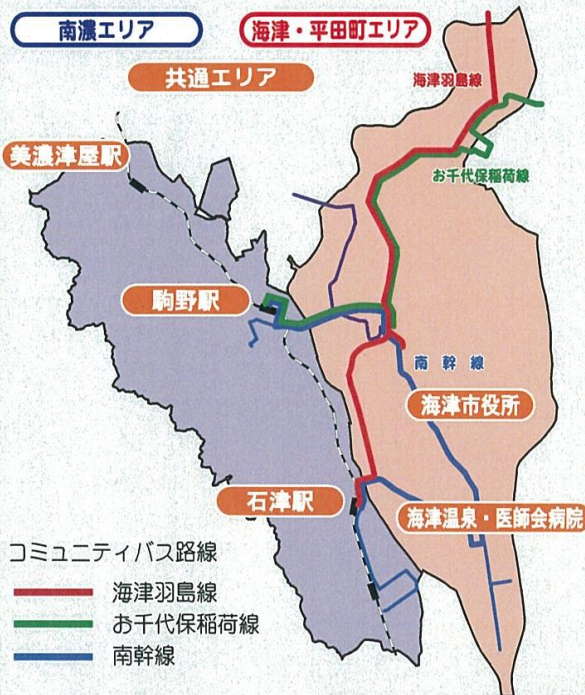 南濃エリア
海津・平田町エリア
共通エリア
海津羽島線
美濃津屋駅
お千代保稲荷線
駒野駅
南幹線
海津市役所
石津駅
海津温泉・医師会病院
コミュニティバス路線
海津羽島線
お千代保稲荷線
南幹線